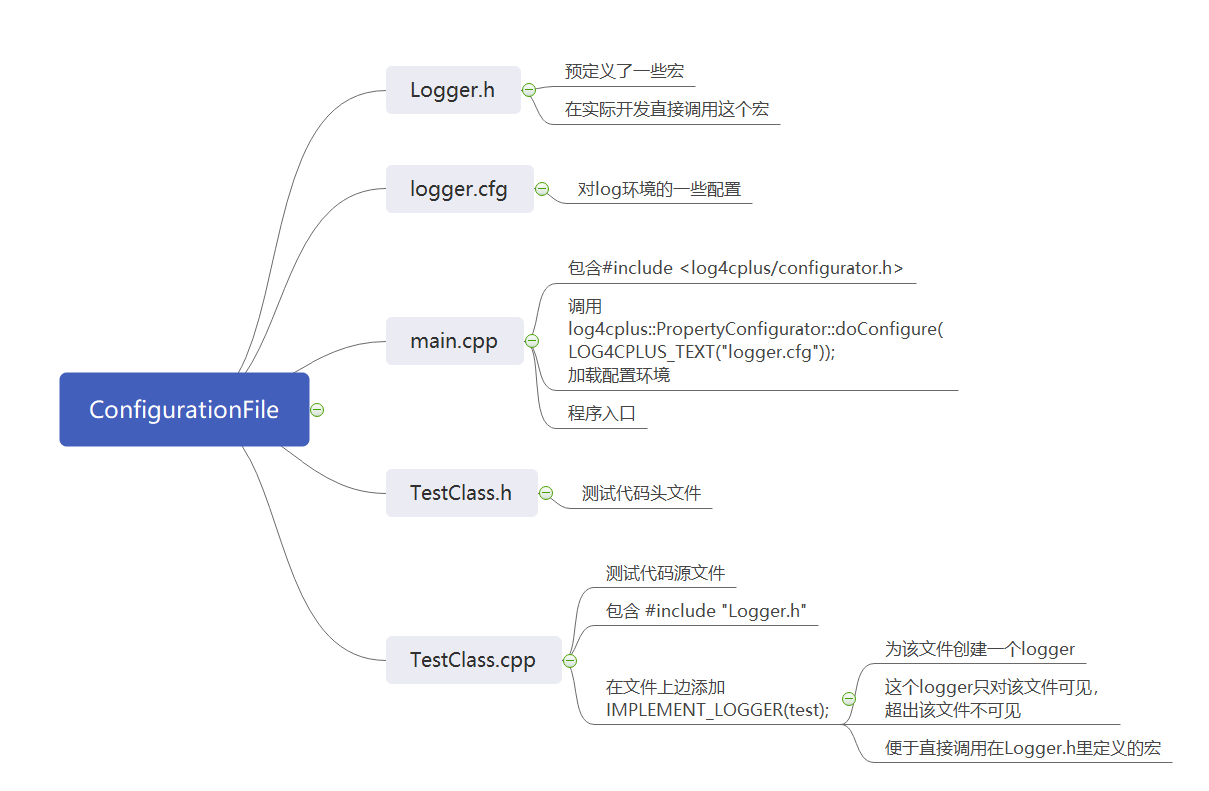 ConfigurationFile
Logger.h
预定义了一些宏
在实际开发直接调用这个宏
logger.cfg
对log环境的一些配置
main.cpp
包含#include <log4cplus/configurator.h>
调用
log4cplus::PropertyConfigurator::doConfigure(
LOG4CPLUS_TEXT("logger.cfg"));
加载配置环境
程序入口
TestClass.h
测试代码头文件
TestClass.cpp
测试代码源文件
包含 #include "Logger.h"
在文件上边添加
IMPLEMENT_LOGGER(test);
为该文件创建一个logger
这个logger只对该文件可见，
超出该文件不可见
便于直接调用在Logger.h里定义的宏